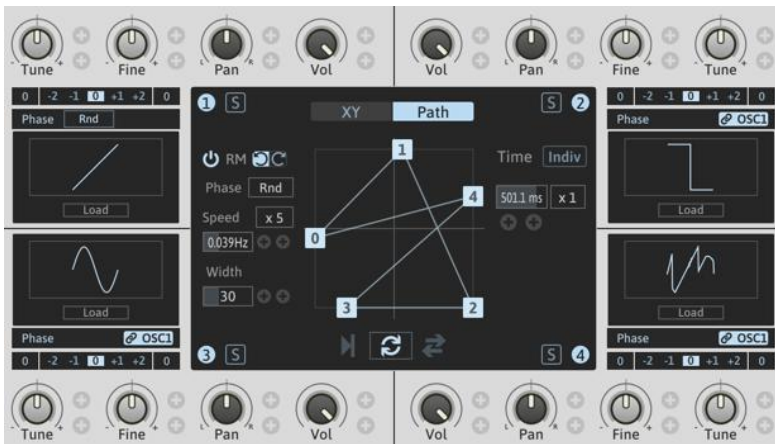 - Tune + - Fine + L Pan R Vol Vol L Pan R - Fine + - Tune +
0 -2 -1 0 +1 +2 0
Phase Rnd
Load
1 S
XY Path
S 2
0 -2 -1 0 +1 +2 0
Phase OSC1
Load
RM
Phase Rnd
Speed x 5
0.039Hz
Width
30
0 1 2 3 4
Time Indiv
501.1 ms x 1
Load
Phase OSC1
0 -2 -1 0 +1 +2 0
3 S
S 4
Load
Phase OSC1
0 -2 -1 0 +1 +2 0
- Tune + - Fine + L Pan R Vol Vol L Pan R - Fine + - Tune +